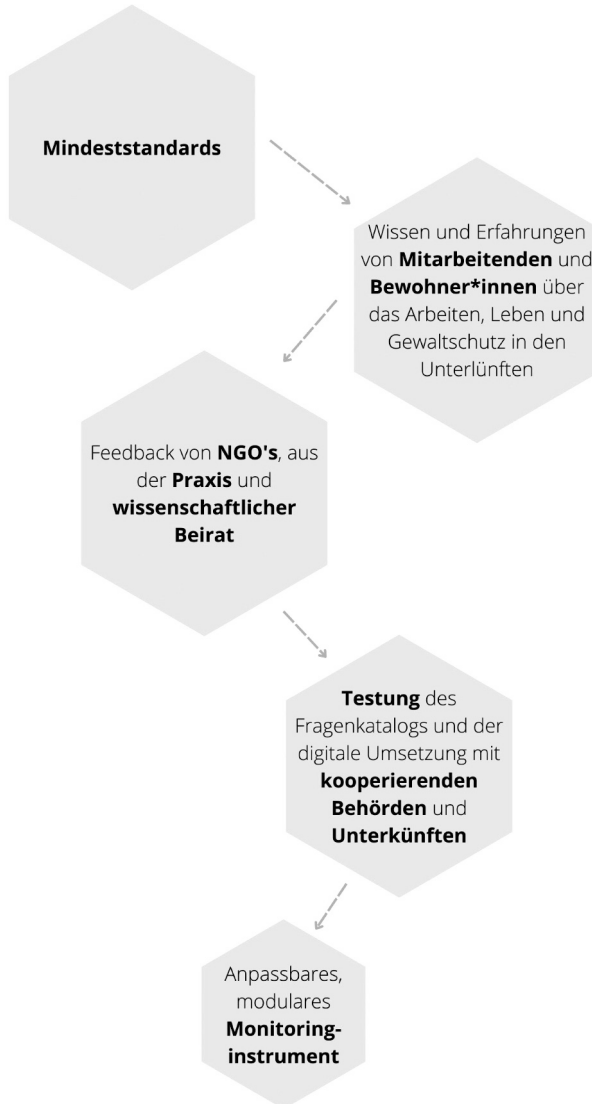 Mindeststandards
Wissen und Erfahrungen
von Mitarbeitenden und
Bewohner*innen über
das Arbeiten, Leben und
Gewaltschutz in den
Unterlünften
Feedback von NGO's, aus
der Praxis und
wissenschaftlicher
Beirat
Testung des
Fragenkatalogs und der
digitale Umsetzung mit
kooperierenden
Behörden und
Unterkünften
Anpassbares,
modulares
Monitoring-
instrument